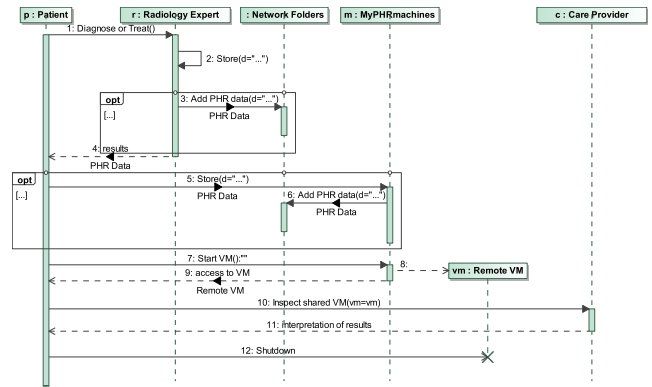 p : Patient
r : Radiology Expert
: Network Folders
m : MyPHRmachines
c : Care Provider
1: Diagnose or Treat()
2: Store(d="...")
opt
3: Add PHR data(d="...")
[...]
PHR Data
4: results
PHR Data
opt
5: Store(d="...")
[...]
PHR Data
6: Add PHR data(d="...")
PHR Data
7: Start VM():""
8:
vm : Remote VM
9: access to VM
Remote VM
10: Inspect shared VM(vm=vm)
11: interpretation of results
12: Shutdown